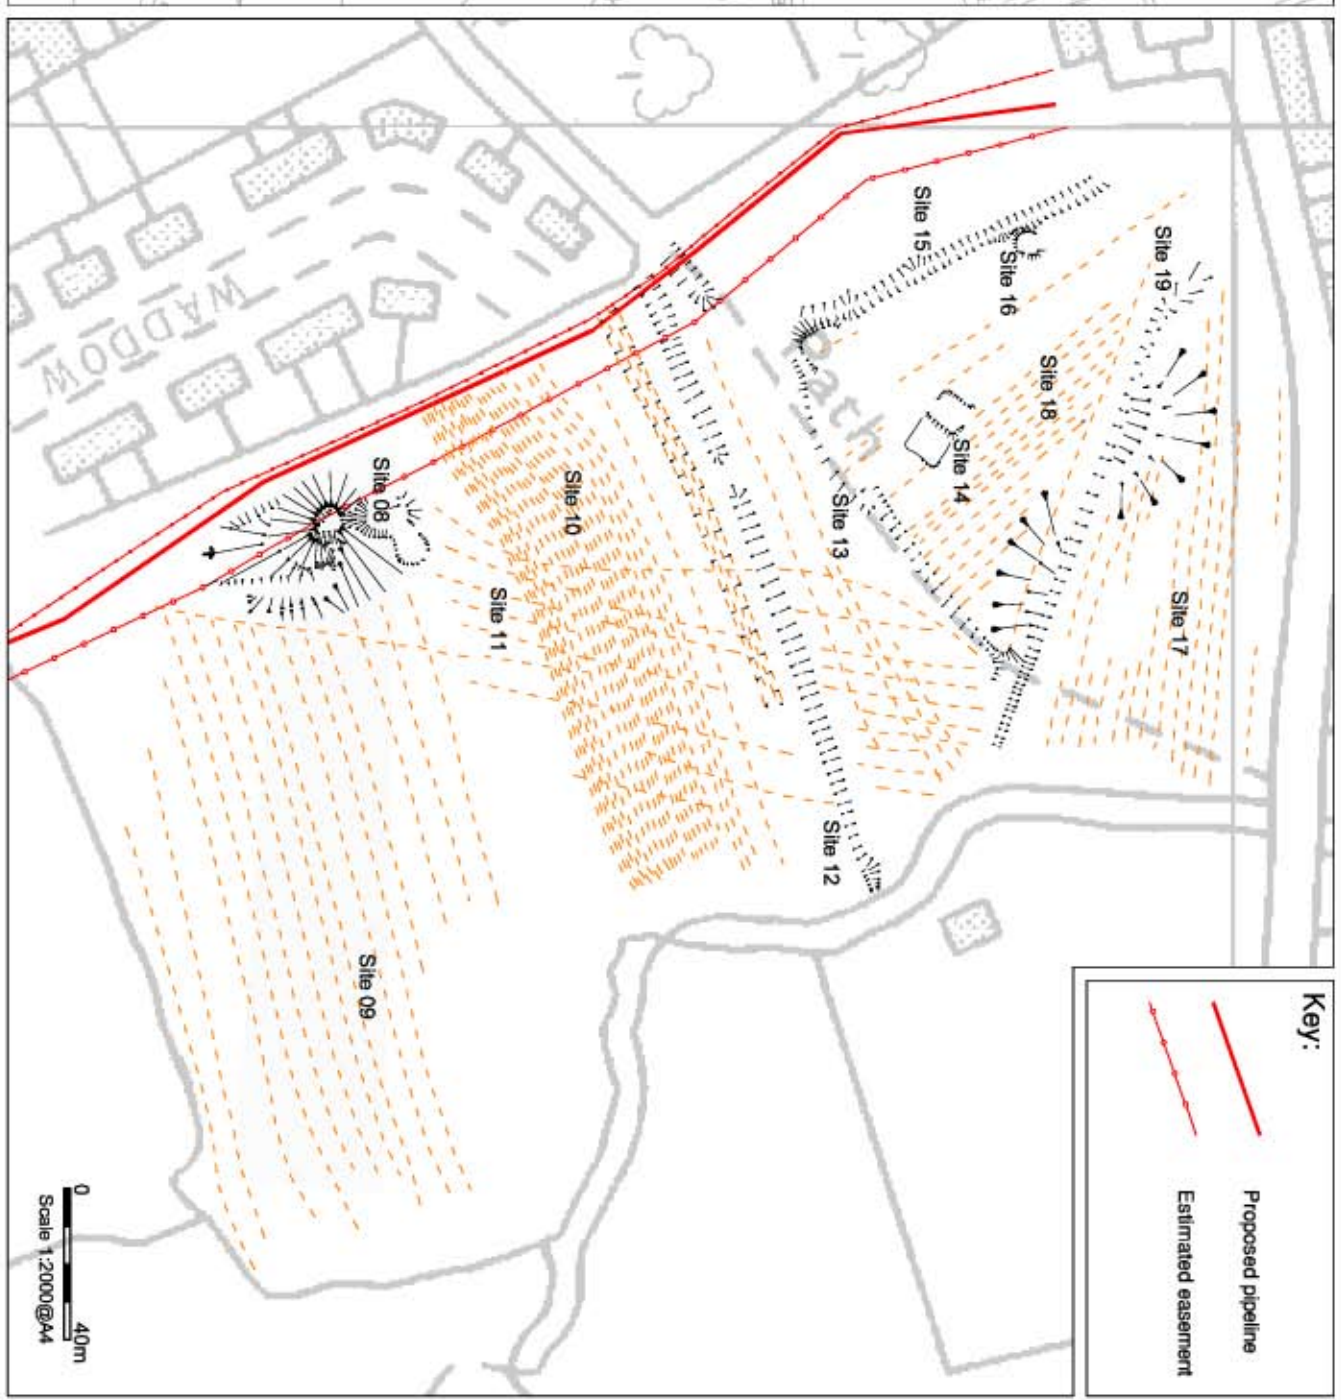 Key:
Proposed pipeline
Estimated easement
Site 19
Site 17
Site 18
Site 16
Site 14
Site 15
Path
Site 13
Site 12
Site 10
Site 11
Site 08
Site 09
WADDOW
0
40m
Scale 1:2000@A4